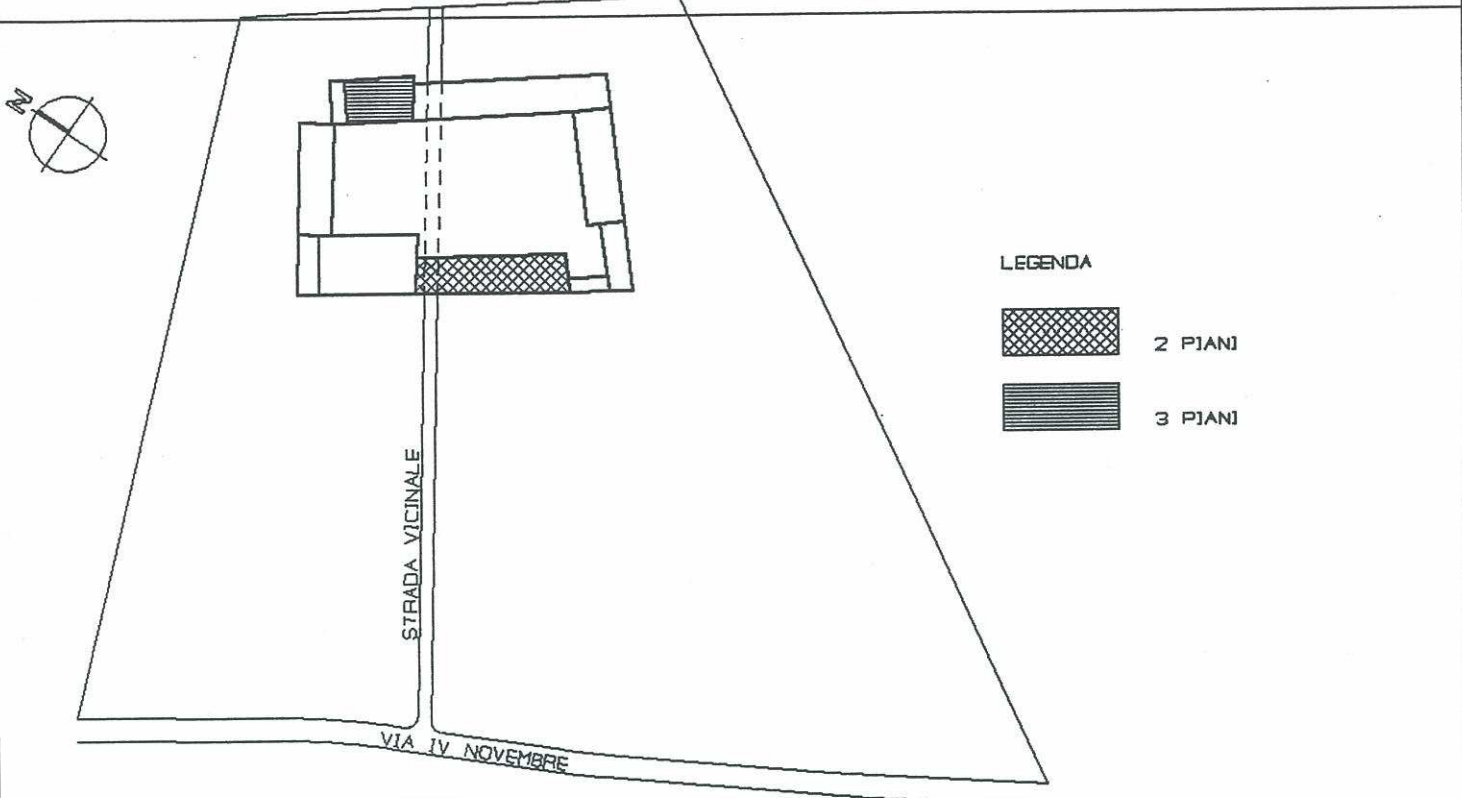 N
LEGENDA
2 PIANI
3 PIANI
STRADA VICINALE
VIA IV NOVEMBRE